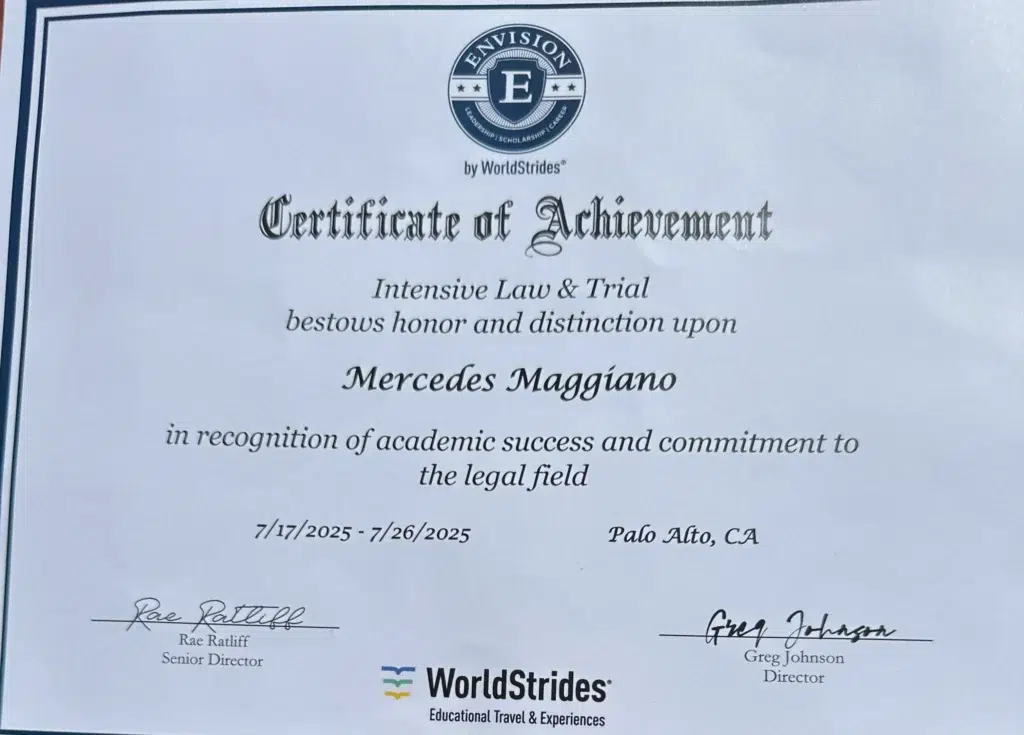 ENVISION
E
LEADERSHIP | SCHOLARSHIP | CAREER
by WorldStrides®
Certificate of Achievement
Intensive Law & Trial
bestows honor and distinction upon
Mercedes Maggiano
in recognition of academic success and commitment to
the legal field
7/17/2025 - 7/26/2025 Palo Alto, CA
Rae Ratliff
Rae Ratliff
Senior Director
Greg Johnson
Greg Johnson
Director
WorldStrides®
Educational Travel & Experiences